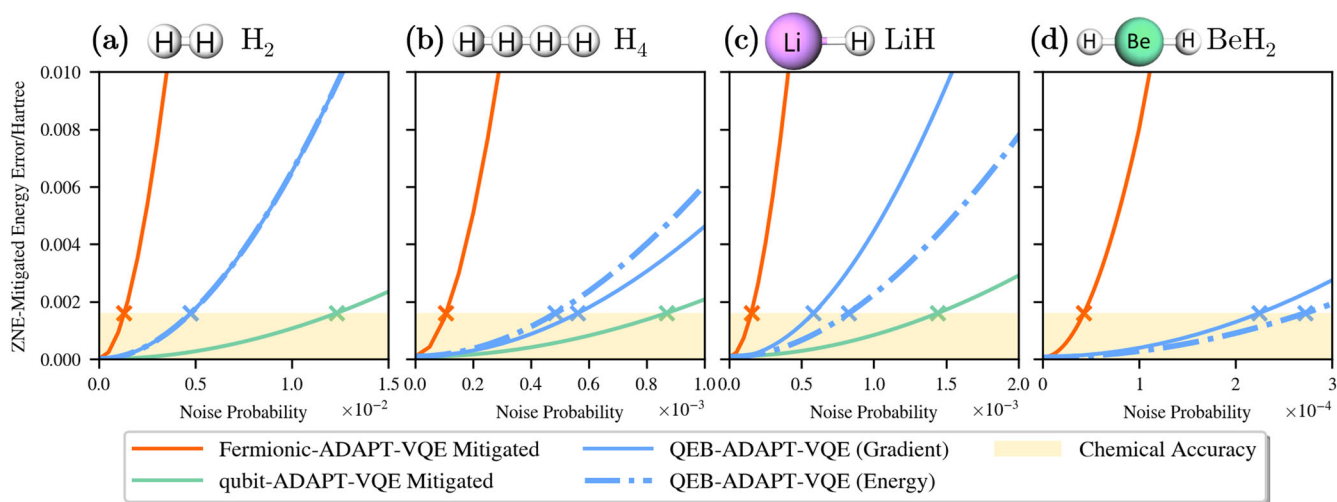 (a) H H H₂
(b) H H H H H₄
(c) Li H LiH
(d) H Be H BeH₂
ZNE-Mitigated Energy Error/Hartree
0.010
0.008
0.006
0.004
0.002
0.000
0.0 0.5 1.0 1.5
Noise Probability ×10⁻²
0.0 0.2 0.4 0.6 0.8 1.0
Noise Probability ×10⁻³
0.0 0.5 1.0 1.5 2.0
Noise Probability ×10⁻³
0 1 2 3
Noise Probability ×10⁻⁴
Fermionic-ADAPT-VQE Mitigated
qubit-ADAPT-VQE Mitigated
QEB-ADAPT-VQE (Gradient)
QEB-ADAPT-VQE (Energy)
Chemical Accuracy